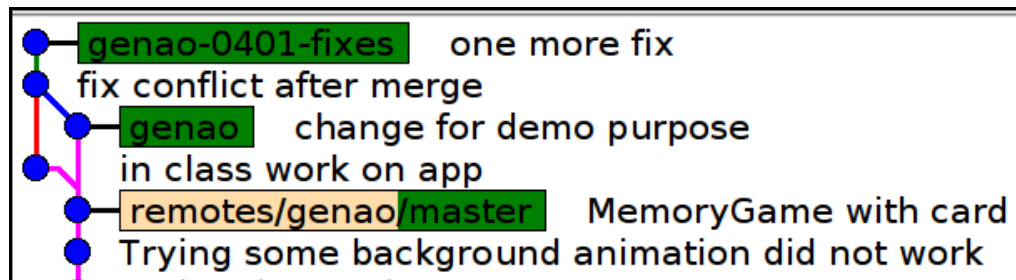 genao-0401-fixes one more fix
fix conflict after merge
genao change for demo purpose
in class work on app
remotes/genao/master MemoryGame with card
Trying some background animation did not work